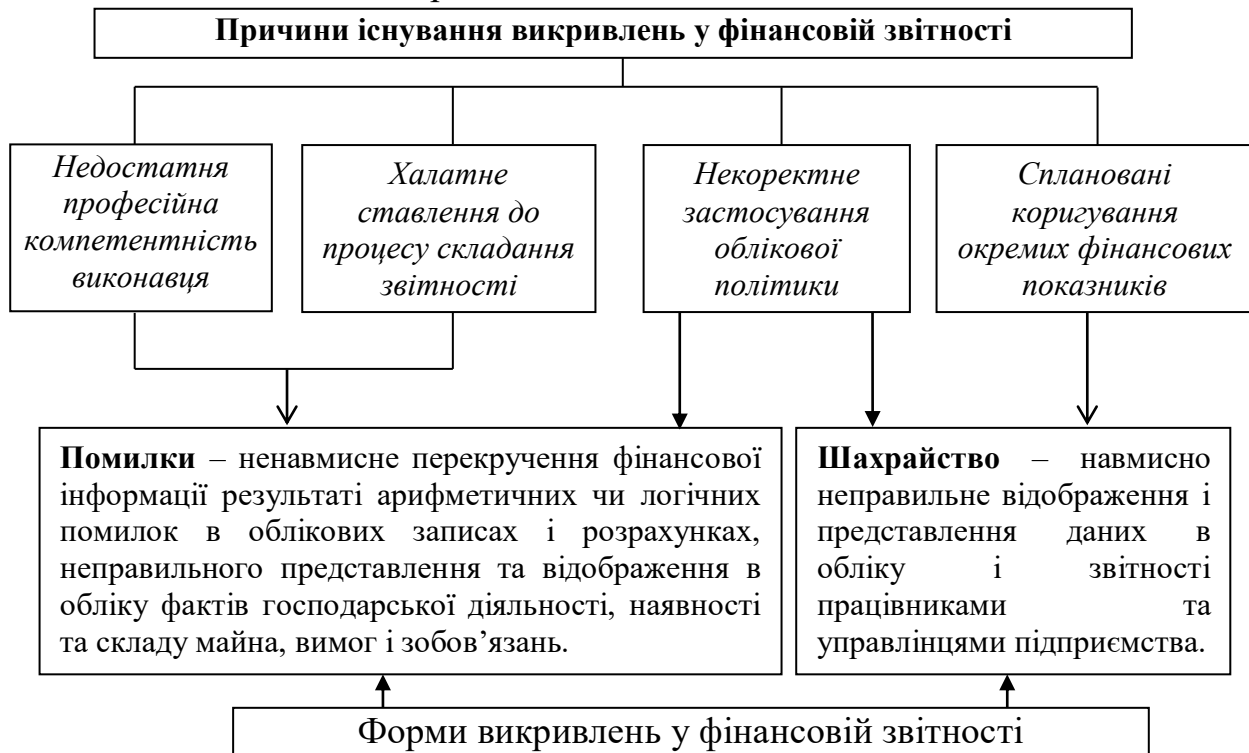 Причини існування викривлень у фінансовій звітності
Недостатня
професійна
компетентність
виконавця
Халатне
ставлення до
процесу складання
звітності
Некоректне
застосування
облікової
політики
Сплановані
коригування
окремих фінансових
показників
Помилки – ненавмисне перекручення фінансової
інформації результаті арифметичних чи логічних
помилок в облікових записах і розрахунках,
неправильного представлення та відображення в
обліку фактів господарської діяльності, наявності
та складу майна, вимог і зобов’язань.
Шахрайство – навмисно
неправильне відображення і
представлення даних в
обліку і звітності
працівниками та
управлінцями підприємства.
Форми викривлень у фінансовій звітності